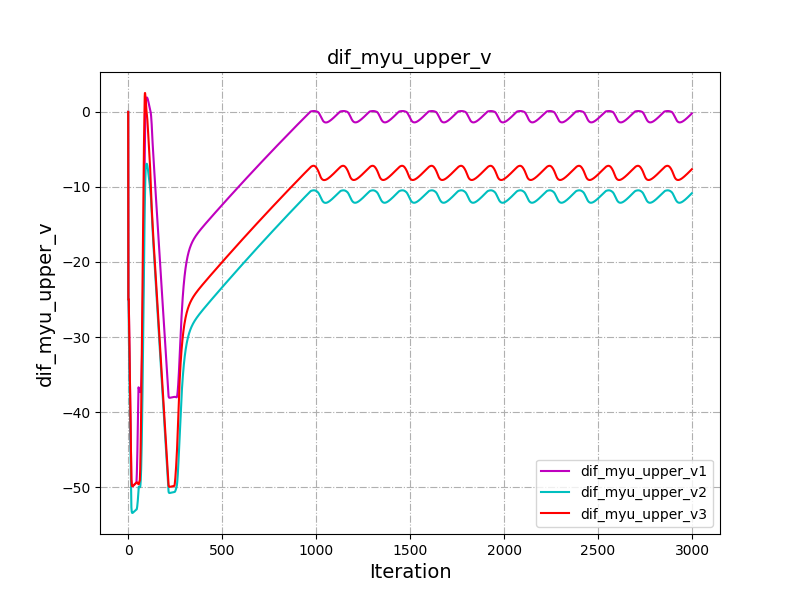 dif_myu_upper_v
dif_myu_upper_v
0
−10
−20
−30
−40
−50
0
500
1000
1500
2000
2500
3000
Iteration
dif_myu_upper_v1
dif_myu_upper_v2
dif_myu_upper_v3